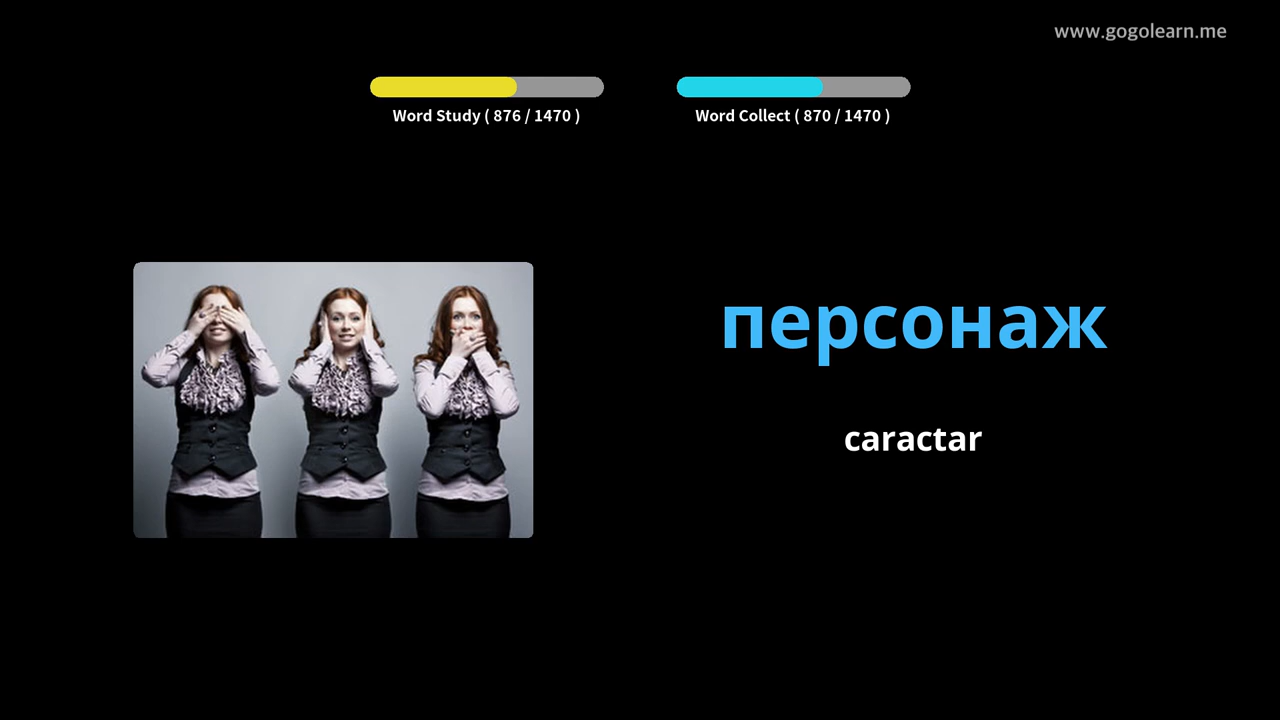 www.gogolearn.me
Word Study ( 876 / 1470 )
Word Collect ( 870 / 1470 )
персонаж
caractar